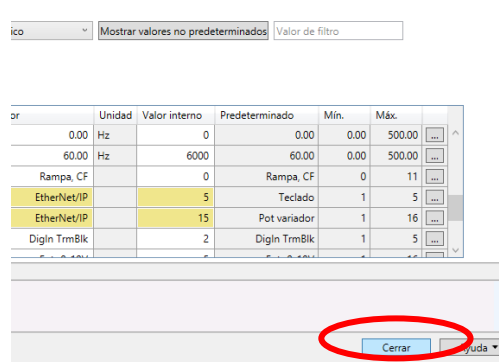 ico Mostrar valores no predeterminados Valor de filtro
or Unidad Valor interno Predeterminado Mín. Máx.
0.00 Hz 0 0.00 0.00 500.00 ...
60.00 Hz 6000 60.00 0.00 500.00 ...
Rampa, CF 0 Rampa, CF 0 11 ...
EtherNet/IP 5 Teclado 1 5 ...
EtherNet/IP 15 Pot variador 1 16 ...
DigIn TrmBlk 2 DigIn TrmBlk 1 5 ...
Cerrar yuda